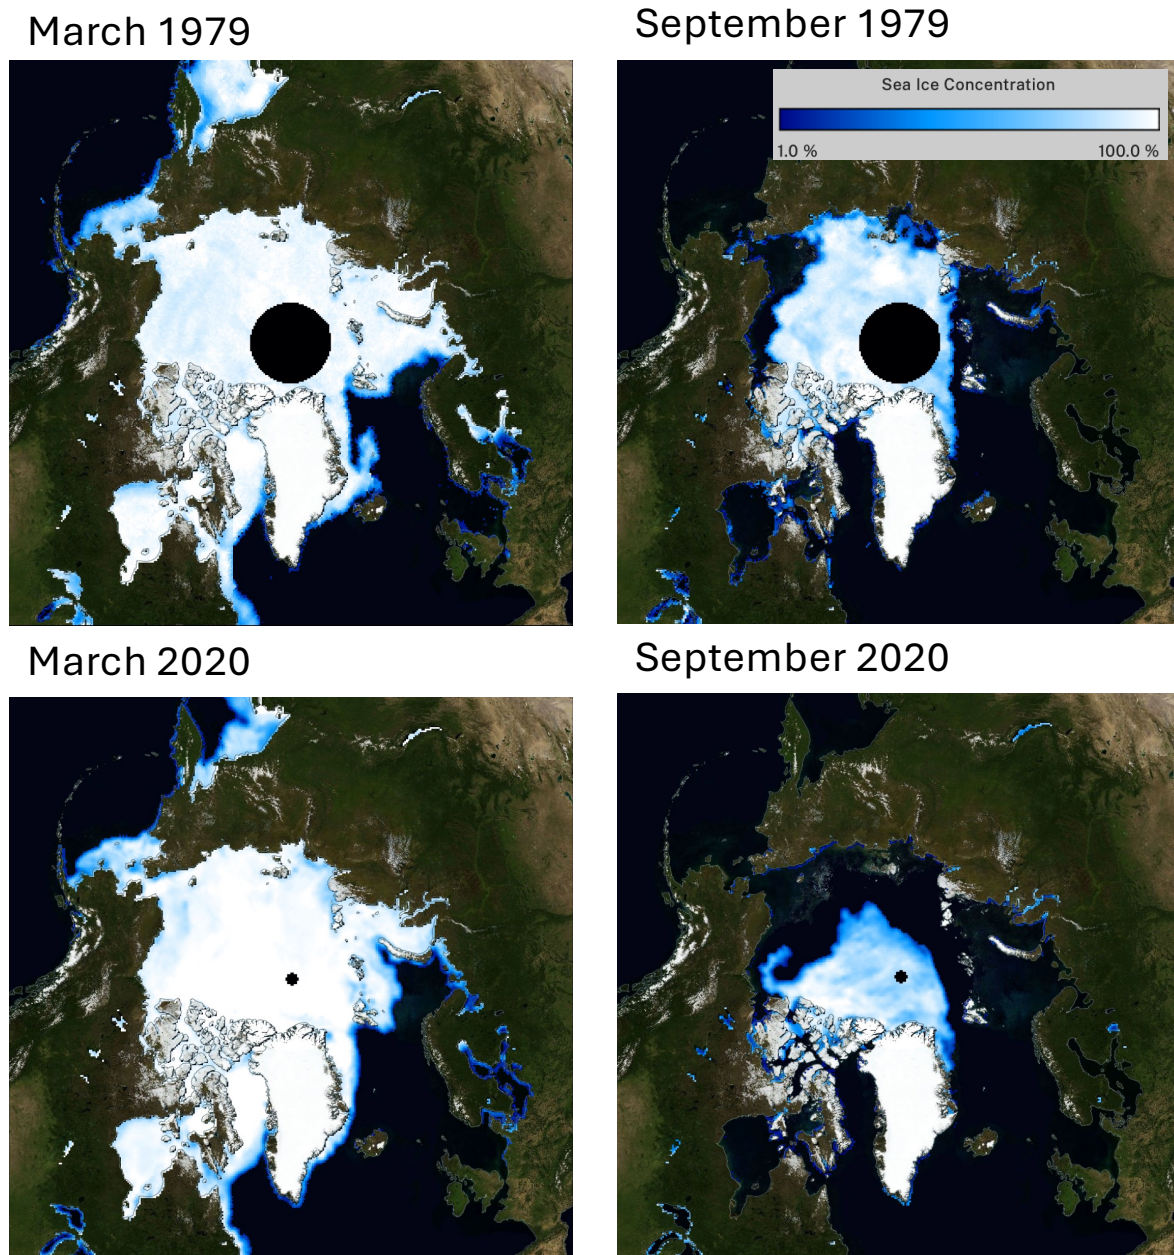 March 1979
September 1979
Sea Ice Concentration
1.0 %
100.0 %
March 2020
September 2020